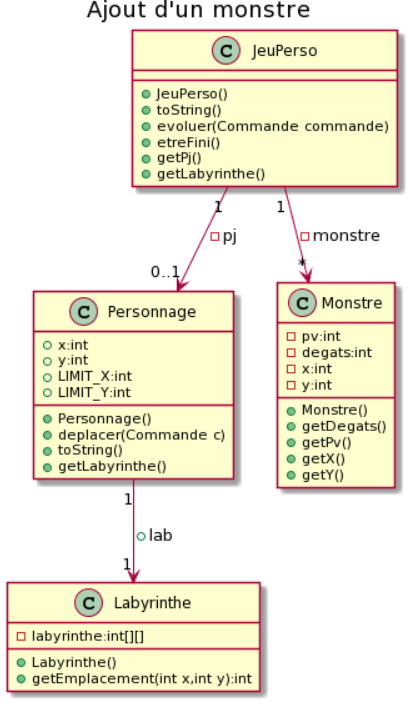 Ajout d'un monstre
C JeuPerso
JeuPerso()
toString()
evoluer(Commande commande)
etreFini()
getPj()
getLabyrinthe()
1 1
pj monstre
0..1 *
C Personnage
x:int
y:int
LIMIT_X:int
LIMIT_Y:int
Personnage()
deplacer(Commande c)
toString()
getLabyrinthe()
C Monstre
pv:int
degats:int
x:int
y:int
Monstre()
getDegats()
getPv()
getX()
getY()
1
lab
1
C Labyrinthe
labyrinthe:int[][]
Labyrinthe()
getEmplacement(int x,int y):int